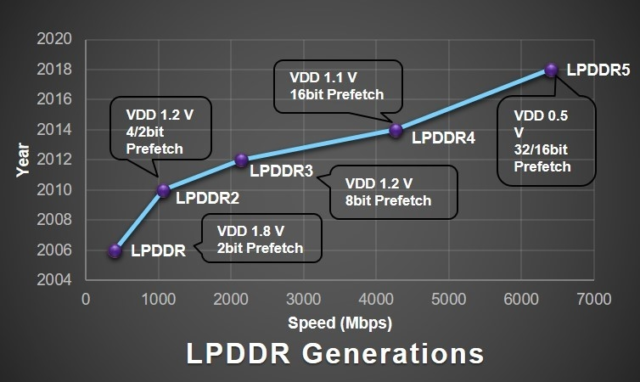 2020
2018
2016
2014
2012
2010
2008
2006
2004
Year
VDD 1.2 V
4/2bit
Prefetch
VDD 1.1 V
16bit Prefetch
LPDDR5
VDD 0.5
V
32/16bit
Prefetch
LPDDR4
LPDDR3
VDD 1.2 V
8bit Prefetch
LPDDR2
VDD 1.8 V
2bit Prefetch
LPDDR
0 1000 2000 3000 4000 5000 6000 7000
Speed (Mbps)
LPDDR Generations